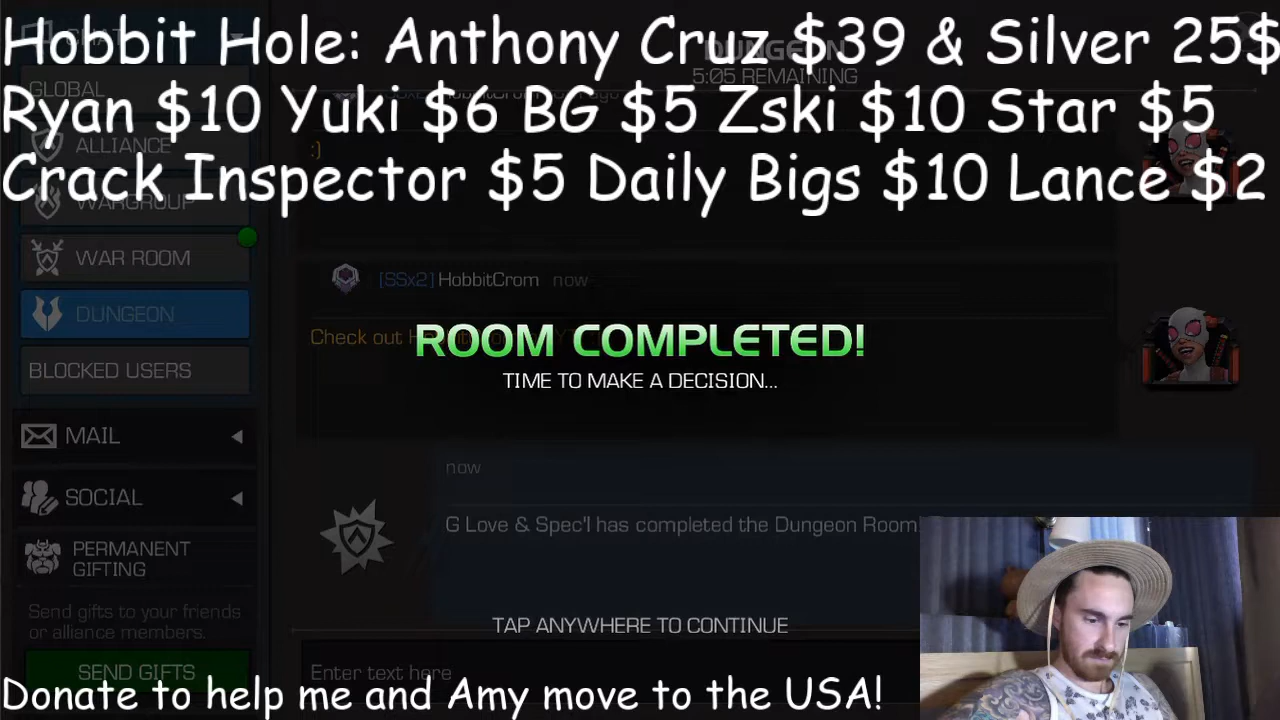 Hobbit Hole: Anthony Cruz $39 & Silver 25$
Ryan $10 Yuki $6 BG $5 Zski $10 Star $5
Crack Inspector $5 Daily Bigs $10 Lance $2
CHAT
DUNGEON
5:05 REMAINING
GLOBAL
ALLIANCE
:)
WARGROUP
WAR ROOM
[SSx2] HobbitCrom now
DUNGEON
Check out
ROOM COMPLETED!
BLOCKED USERS
TIME TO MAKE A DECISION...
MAIL
now
SOCIAL
G Love & Spec'l has completed the Dungeon Room
PERMANENT
GIFTING
Send gifts to your friends
or alliance members.
TAP ANYWHERE TO CONTINUE
SEND GIFTS
Enter text here
Donate to help me and Amy move to the USA!